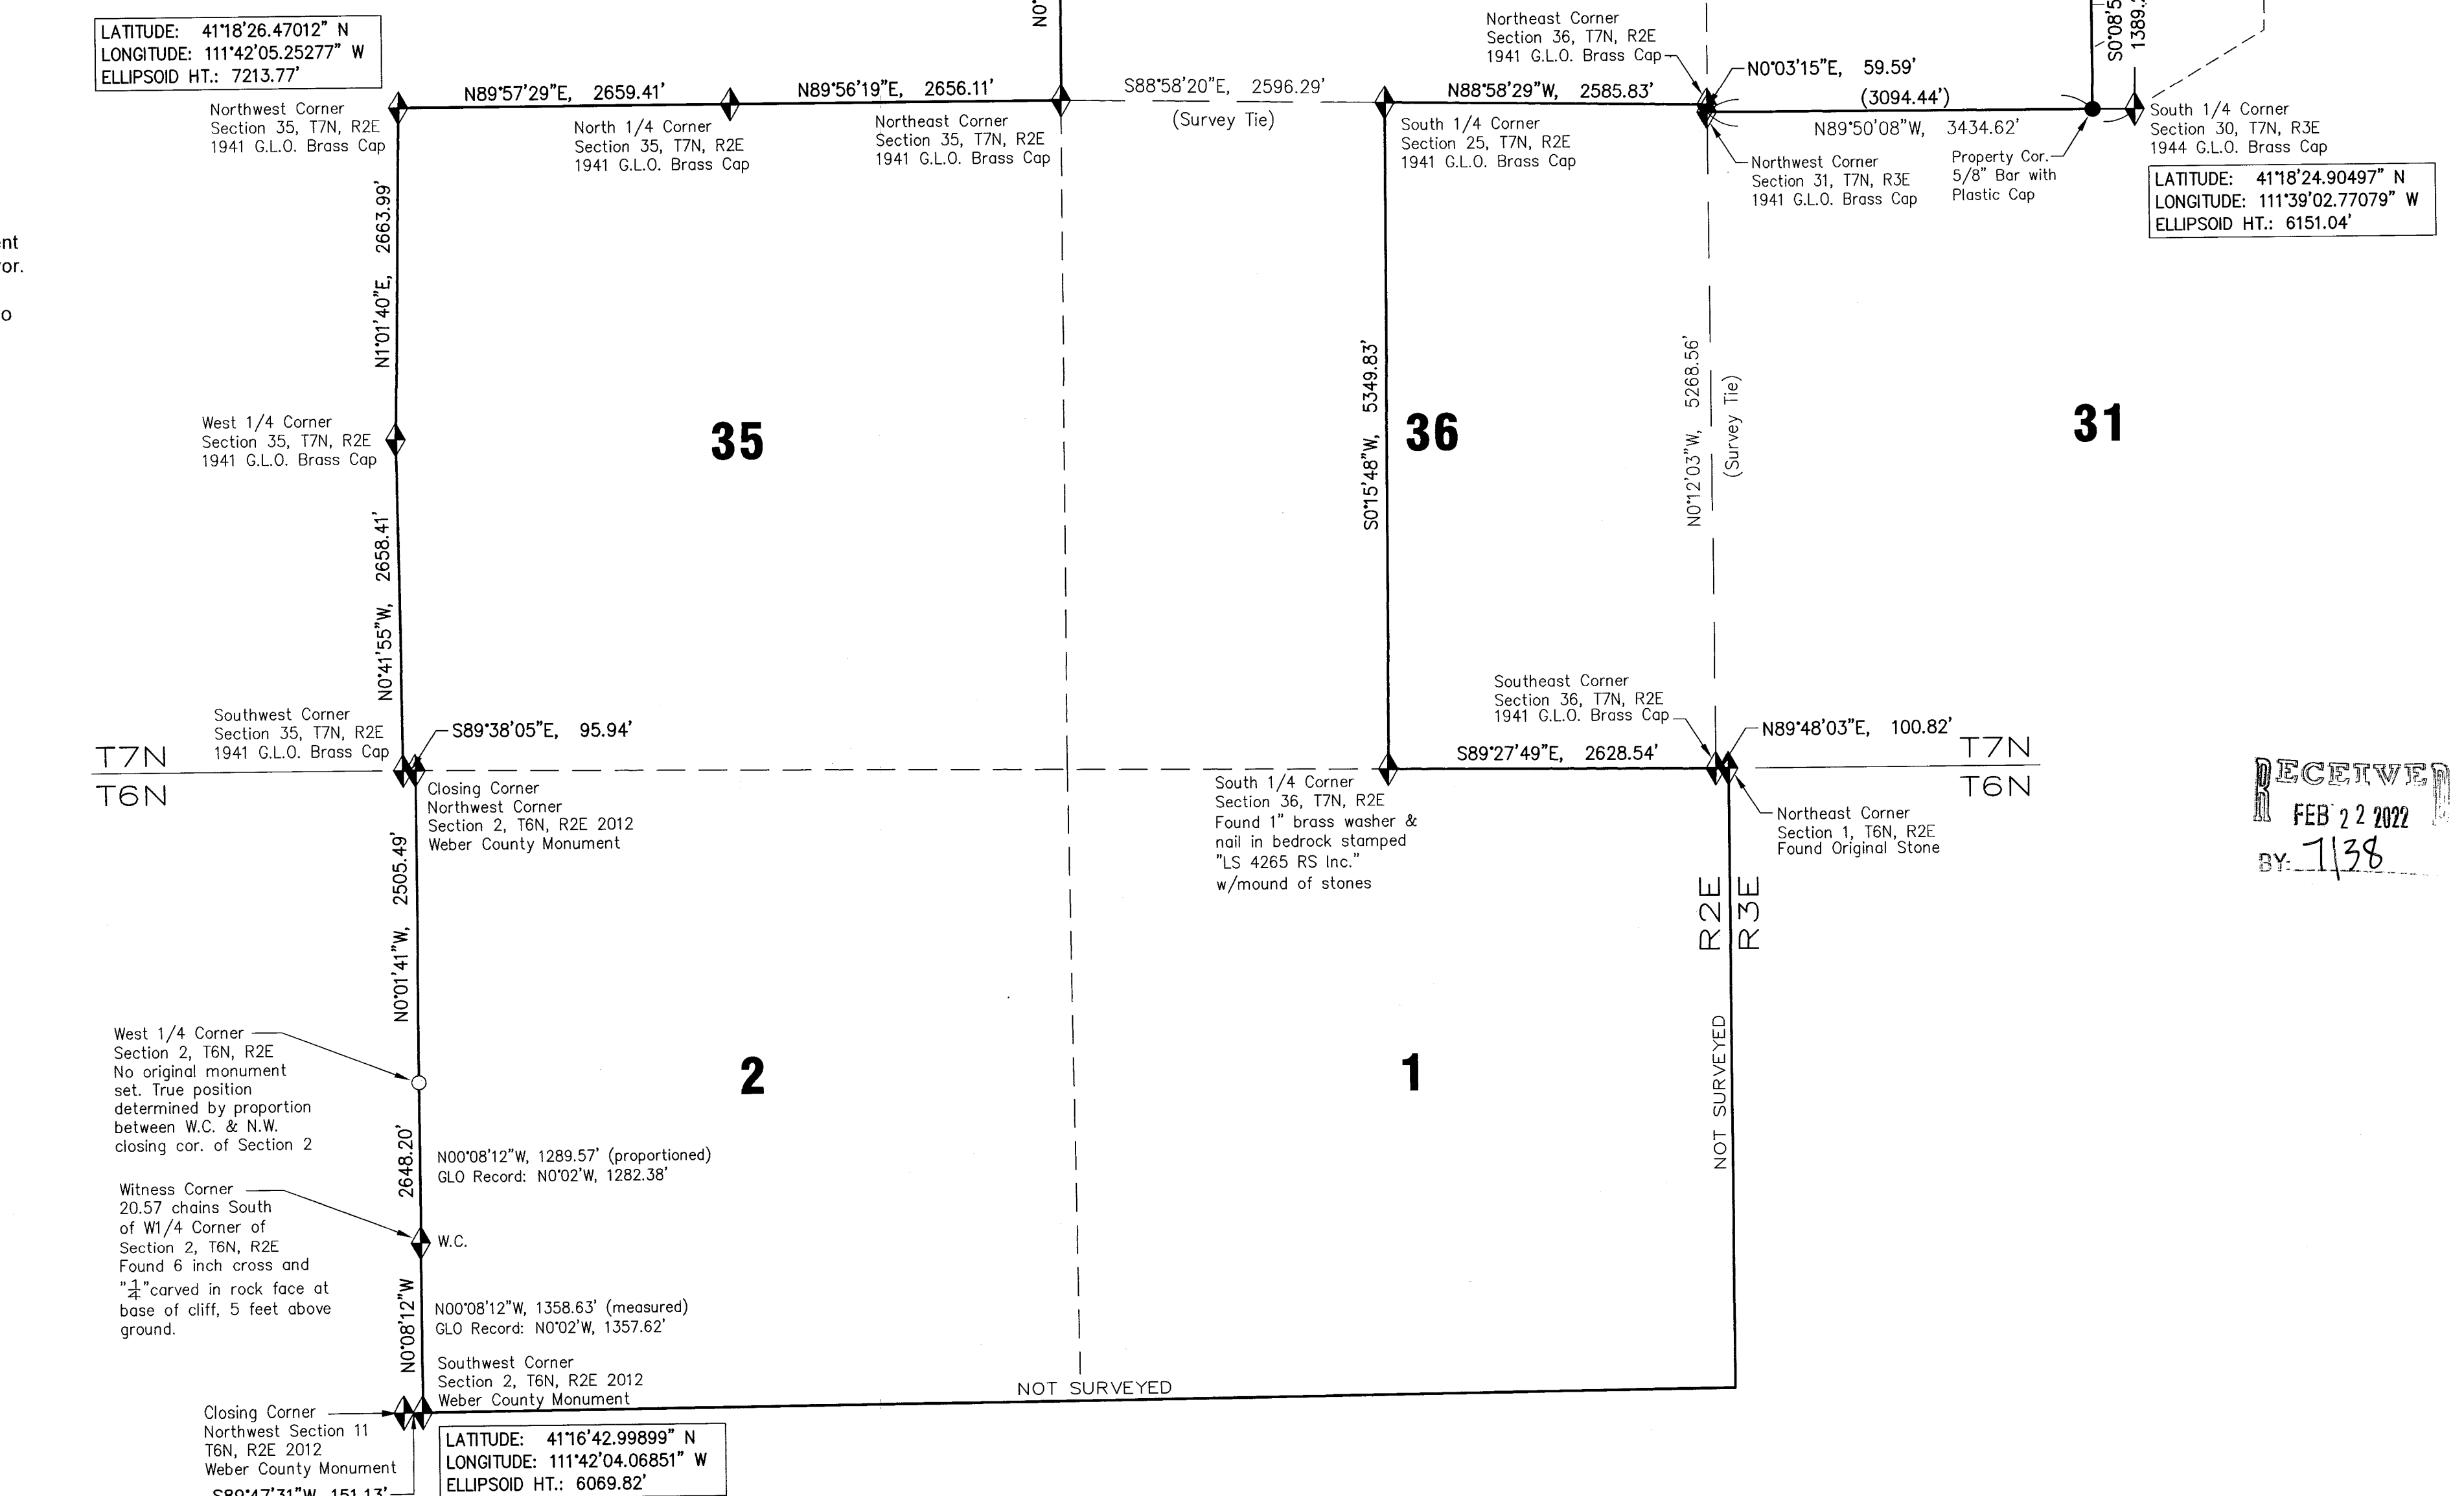 LATITUDE: 41°18'26.47012" N
LONGITUDE: 111°42'05.25277" W
ELLIPSOID HT.: 7213.77'
Northwest Corner
Section 35, T7N, R2E
1941 G.L.O. Brass Cap
N89°57'29"E, 2659.41'
North 1/4 Corner
Section 35, T7N, R2E
1941 G.L.O. Brass Cap
N89°56'19"E, 2656.11'
Northeast Corner
Section 35, T7N, R2E
1941 G.L.O. Brass Cap
N0°
S88°58'20"E, 2596.29'
(Survey Tie)
N88°58'29"W, 2585.83'
South 1/4 Corner
Section 25, T7N, R2E
1941 G.L.O. Brass Cap
Northeast Corner
Section 36, T7N, R2E
1941 G.L.O. Brass Cap
N0°03'15"E, 59.59'
(3094.44')
N89°50'08"W, 3434.62'
Northwest Corner
Section 31, T7N, R3E
1941 G.L.O. Brass Cap
Property Cor.
5/8" Bar with
Plastic Cap
S0°08'5
1389.
South 1/4 Corner
Section 30, T7N, R3E
1944 G.L.O. Brass Cap
LATITUDE: 41°18'24.90497" N
LONGITUDE: 111°39'02.77079" W
ELLIPSOID HT.: 6151.04'
nt
or.
o
N1°01'40"E, 2663.99'
West 1/4 Corner
Section 35, T7N, R2E
1941 G.L.O. Brass Cap
35
S0°15'48"W, 5349.83'
36
N0°12'03"W, 5268.56'
(Survey Tie)
31
N0°41'55"W, 2658.41'
Southwest Corner
Section 35, T7N, R2E
1941 G.L.O. Brass Cap
S89°38'05"E, 95.94'
T7N
T6N
Closing Corner
Northwest Corner
Section 2, T6N, R2E 2012
Weber County Monument
Southeast Corner
Section 36, T7N, R2E
1941 G.L.O. Brass Cap
S89°27'49"E, 2628.54'
N89°48'03"E, 100.82'
T7N
T6N
South 1/4 Corner
Section 36, T7N, R2E
Found 1" brass washer &
nail in bedrock stamped
"LS 4265 RS Inc."
w/mound of stones
Northeast Corner
Section 1, T6N, R2E
Found Original Stone
RECEIVED
FEB 22 2022
BY: 7138
R2E
R3E
N0°01'41"W, 2505.49'
West 1/4 Corner
Section 2, T6N, R2E
No original monument
set. True position
determined by proportion
between W.C. & N.W.
closing cor. of Section 2
2
1
NOT SURVEYED
2648.20'
N00°08'12"W, 1289.57' (proportioned)
GLO Record: N0°02'W, 1282.38'
Witness Corner
20.57 chains South
of W1/4 Corner of
Section 2, T6N, R2E
Found 6 inch cross and
"1/4"carved in rock face at
base of cliff, 5 feet above
ground.
W.C.
N0°08'12"W
N00°08'12"W, 1358.63' (measured)
GLO Record: N0°02'W, 1357.62'
Southwest Corner
Section 2, T6N, R2E 2012
Weber County Monument
NOT SURVEYED
Closing Corner
Northwest Section 11
T6N, R2E 2012
Weber County Monument
S89°47'31"W, 151.13'
LATITUDE: 41°16'42.99899" N
LONGITUDE: 111°42'04.06851" W
ELLIPSOID HT.: 6069.82'